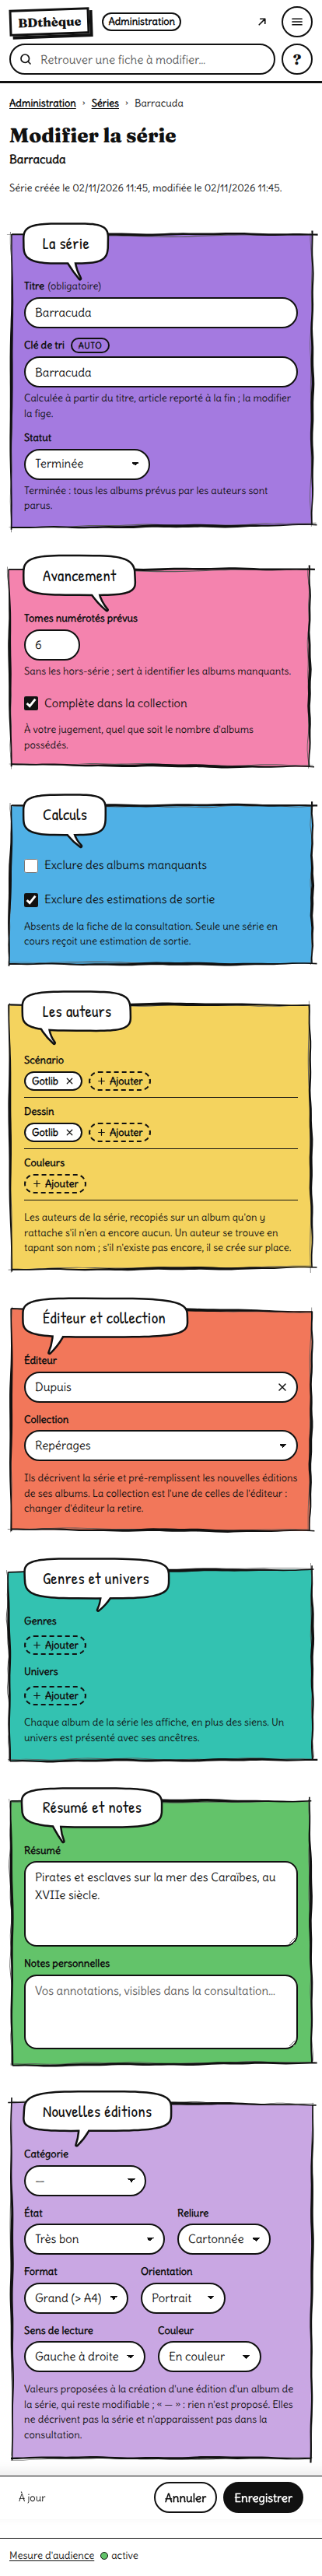 BDthèque Administration
Retrouver une fiche à modifier... ?
Administration › Séries › Barracuda
Modifier la série
Barracuda
Série créée le 02/11/2026 11:45, modifiée le 02/11/2026 11:45.
La série
Titre (obligatoire)
Barracuda
Clé de tri AUTO
Barracuda
Calculée à partir du titre, article reporté à la fin ; la modifier
la fige.
Statut
Terminée
Terminée : tous les albums prévus par les auteurs sont
parus.
Avancement
Tomes numérotés prévus
6
Sans les hors-série ; sert à identifier les albums manquants.
Complète dans la collection
À votre jugement, quel que soit le nombre d'albums
possédés.
Calculs
Exclure des albums manquants
Exclure des estimations de sortie
Absents de la fiche de la consultation. Seule une série en
cours reçoit une estimation de sortie.
Les auteurs
Scénario
Gotlib × + Ajouter
Dessin
Gotlib × + Ajouter
Couleurs
+ Ajouter
Les auteurs de la série, recopiés sur un album qu'on y
rattache s'il n'en a encore aucun. Un auteur se trouve en
tapant son nom ; s'il n'existe pas encore, il se crée sur place.
Éditeur et collection
Éditeur
Dupuis ×
Collection
Repérages
Ils décrivent la série et pré-remplissent les nouvelles éditions
de ses albums. La collection est l'une de celles de l'éditeur :
changer d'éditeur la retire.
Genres et univers
Genres
+ Ajouter
Univers
+ Ajouter
Chaque album de la série les affiche, en plus des siens. Un
univers est présenté avec ses ancêtres.
Résumé et notes
Résumé
Pirates et esclaves sur la mer des Caraïbes, au
XVIIe siècle.
Notes personnelles
Vos annotations, visibles dans la consultation...
Nouvelles éditions
Catégorie
—
État Reliure
Très bon Cartonnée
Format Orientation
Grand (> A4) Portrait
Sens de lecture Couleur
Gauche à droite En couleur
Valeurs proposées à la création d'une édition d'un album de
la série, qui reste modifiable ; « — » : rien n'est proposé. Elles
ne décrivent pas la série et n'apparaissent pas dans la
consultation.
À jour Annuler Enregistrer
Mesure d'audience active